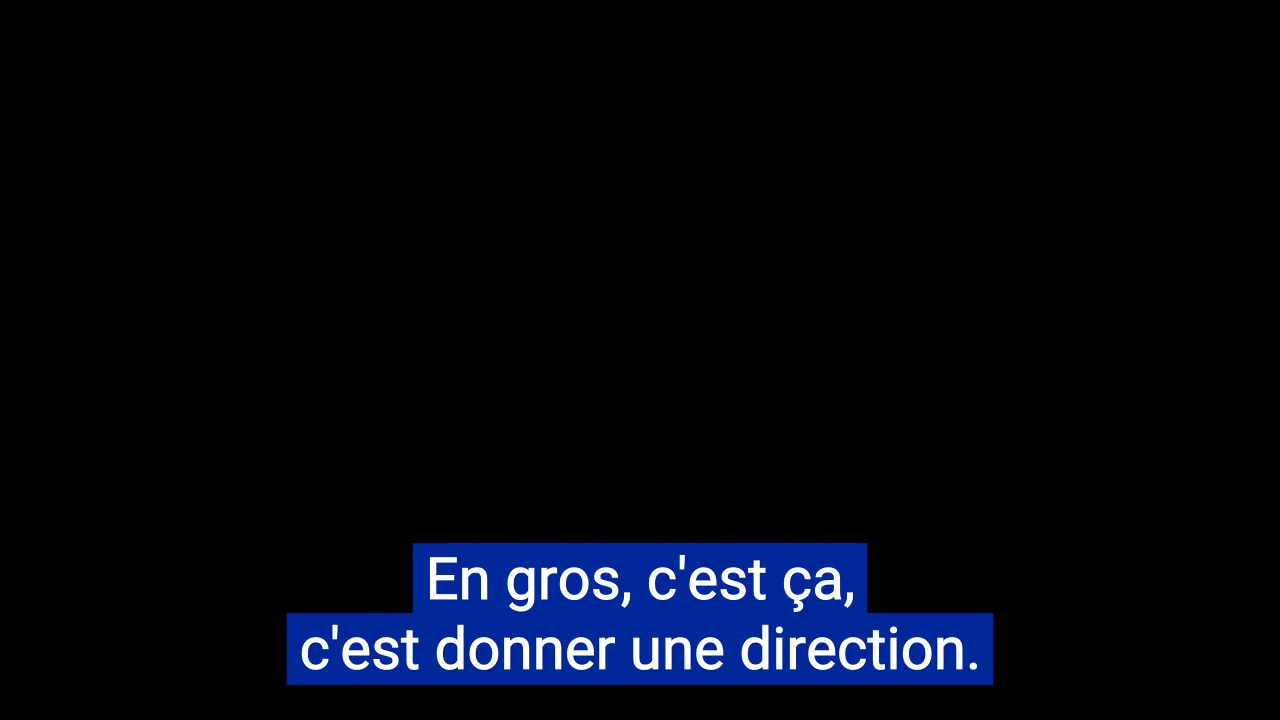 En gros, c'est ça,
c'est donner une direction.